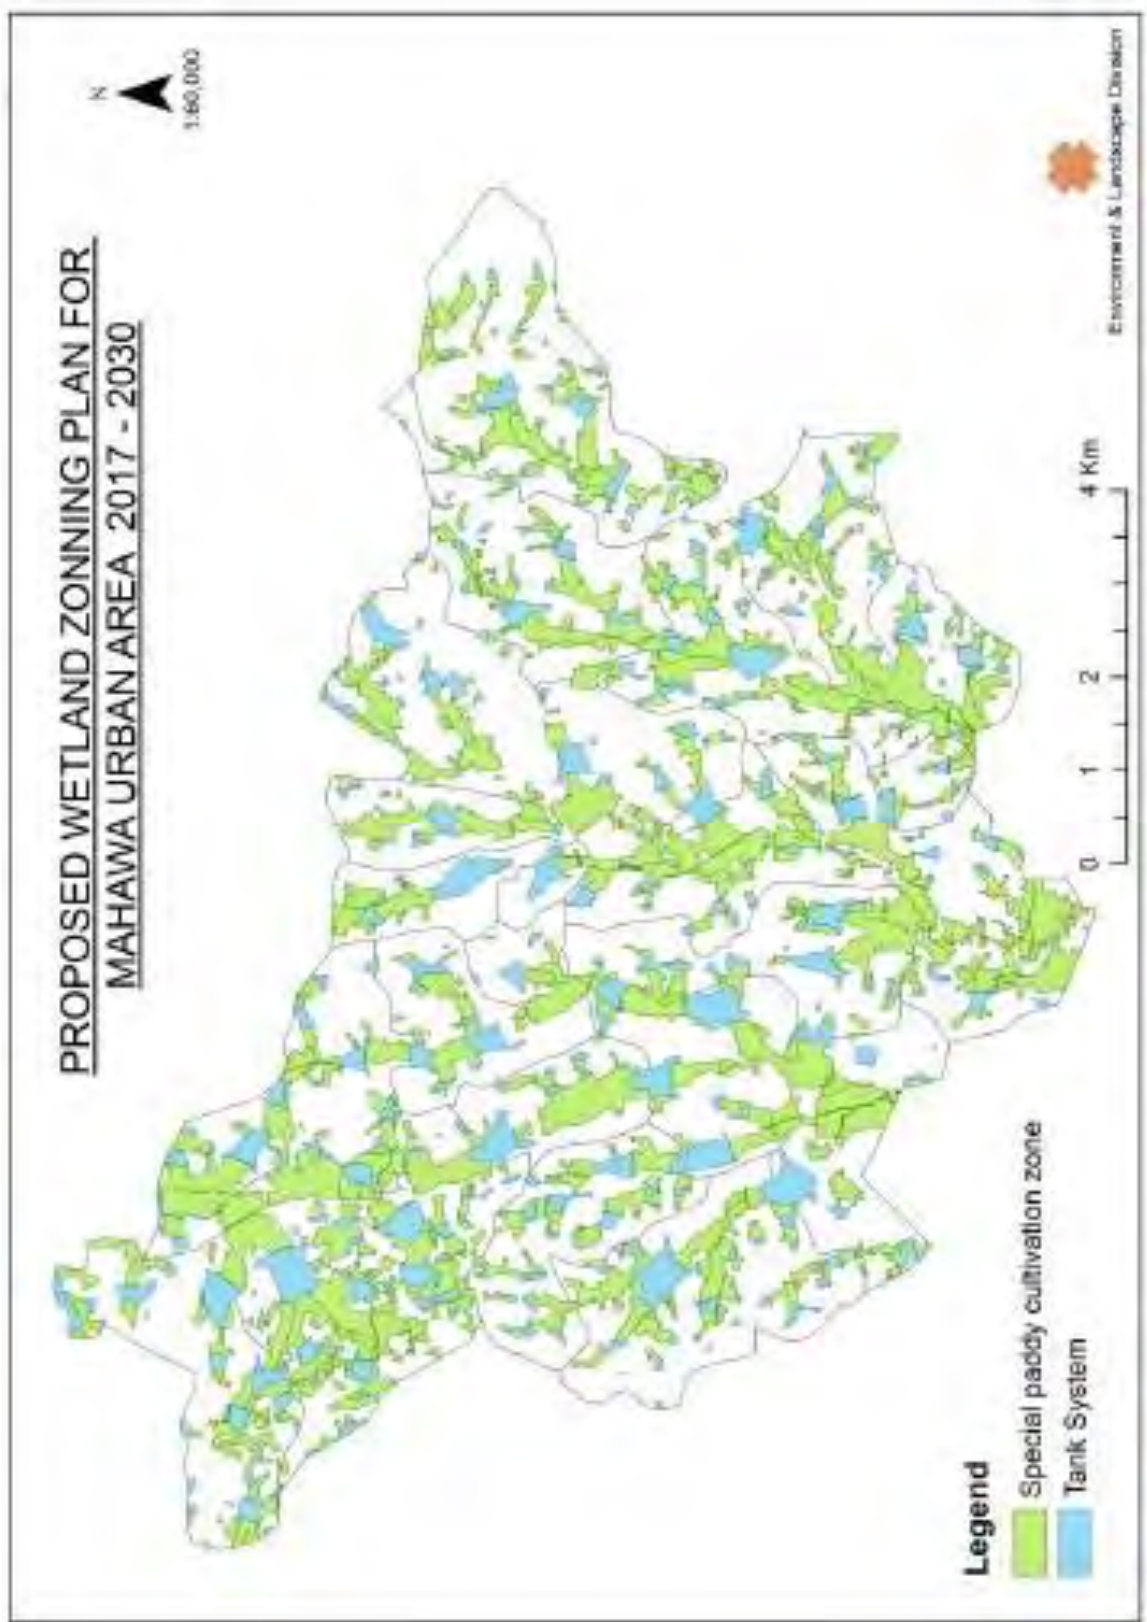 PROPOSED WETLAND ZONNING PLAN FOR
MAHAWA URBAN AREA 2017 - 2030
N
1:60,000
Legend
Special paddy cultivation zone
Tank System
0 1 2 4 Km
Environment & Landscape Division